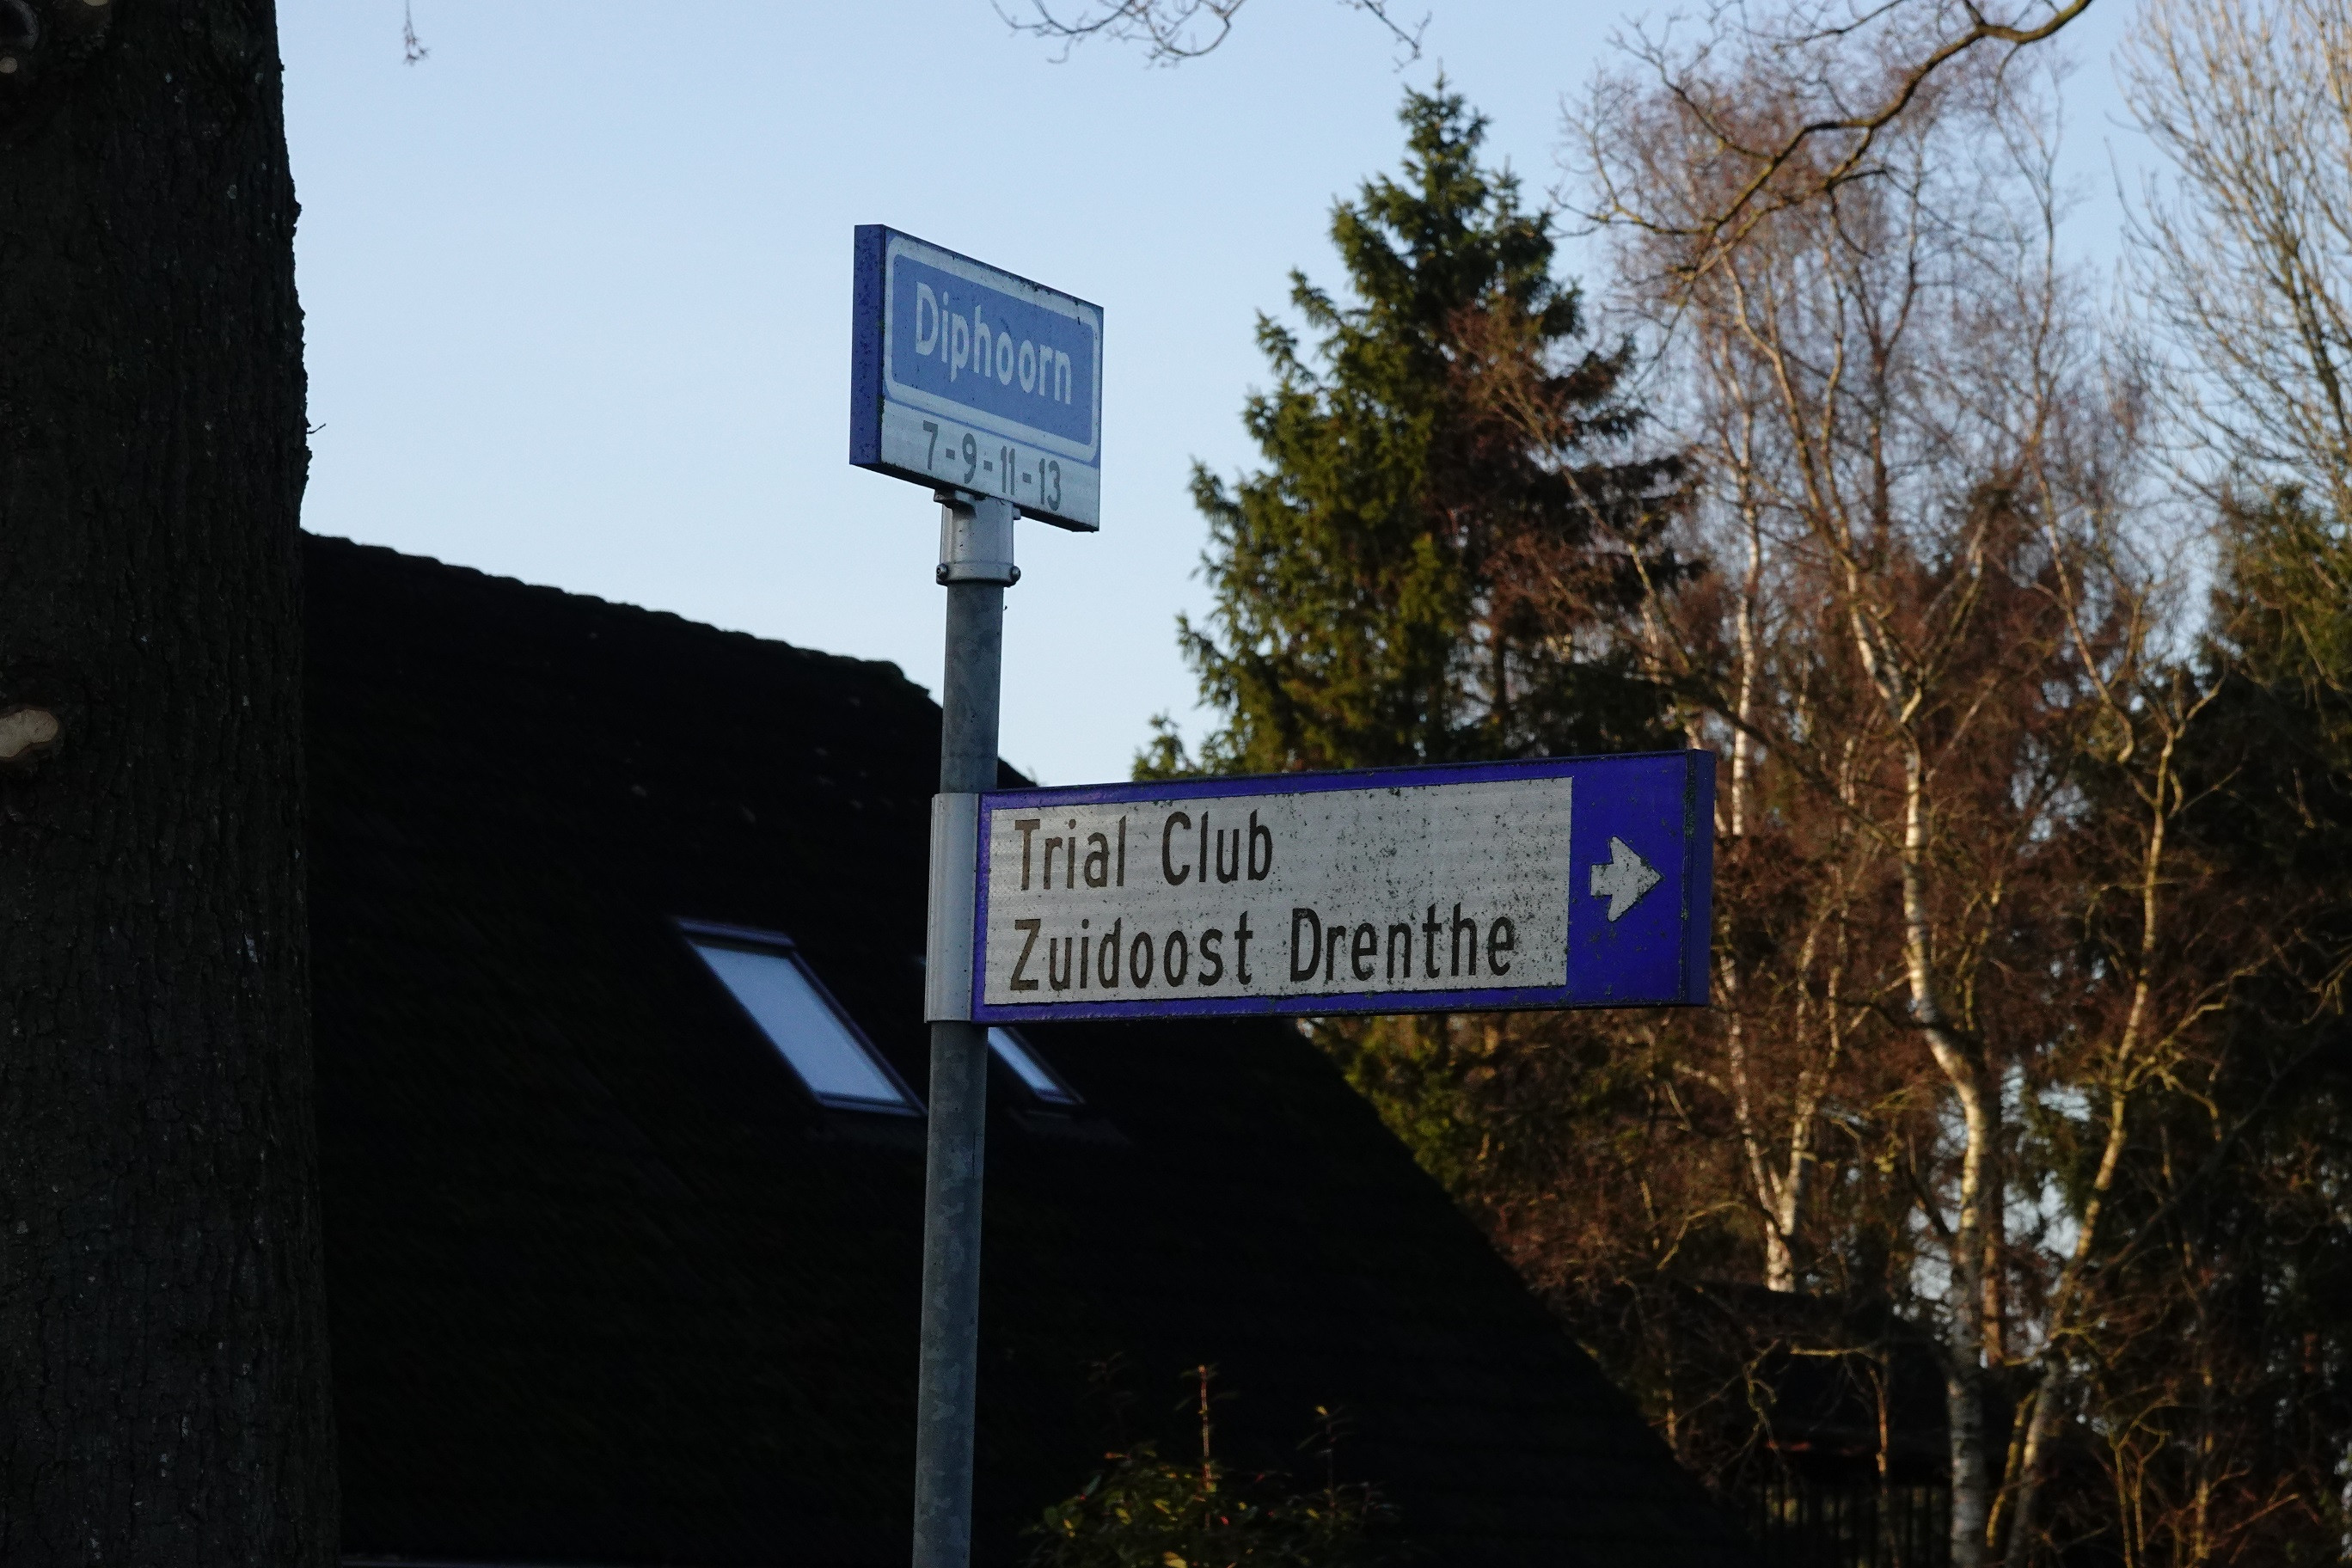 Diphoorn
7-9-11-13
Trial Club
Zuidoost Drenthe